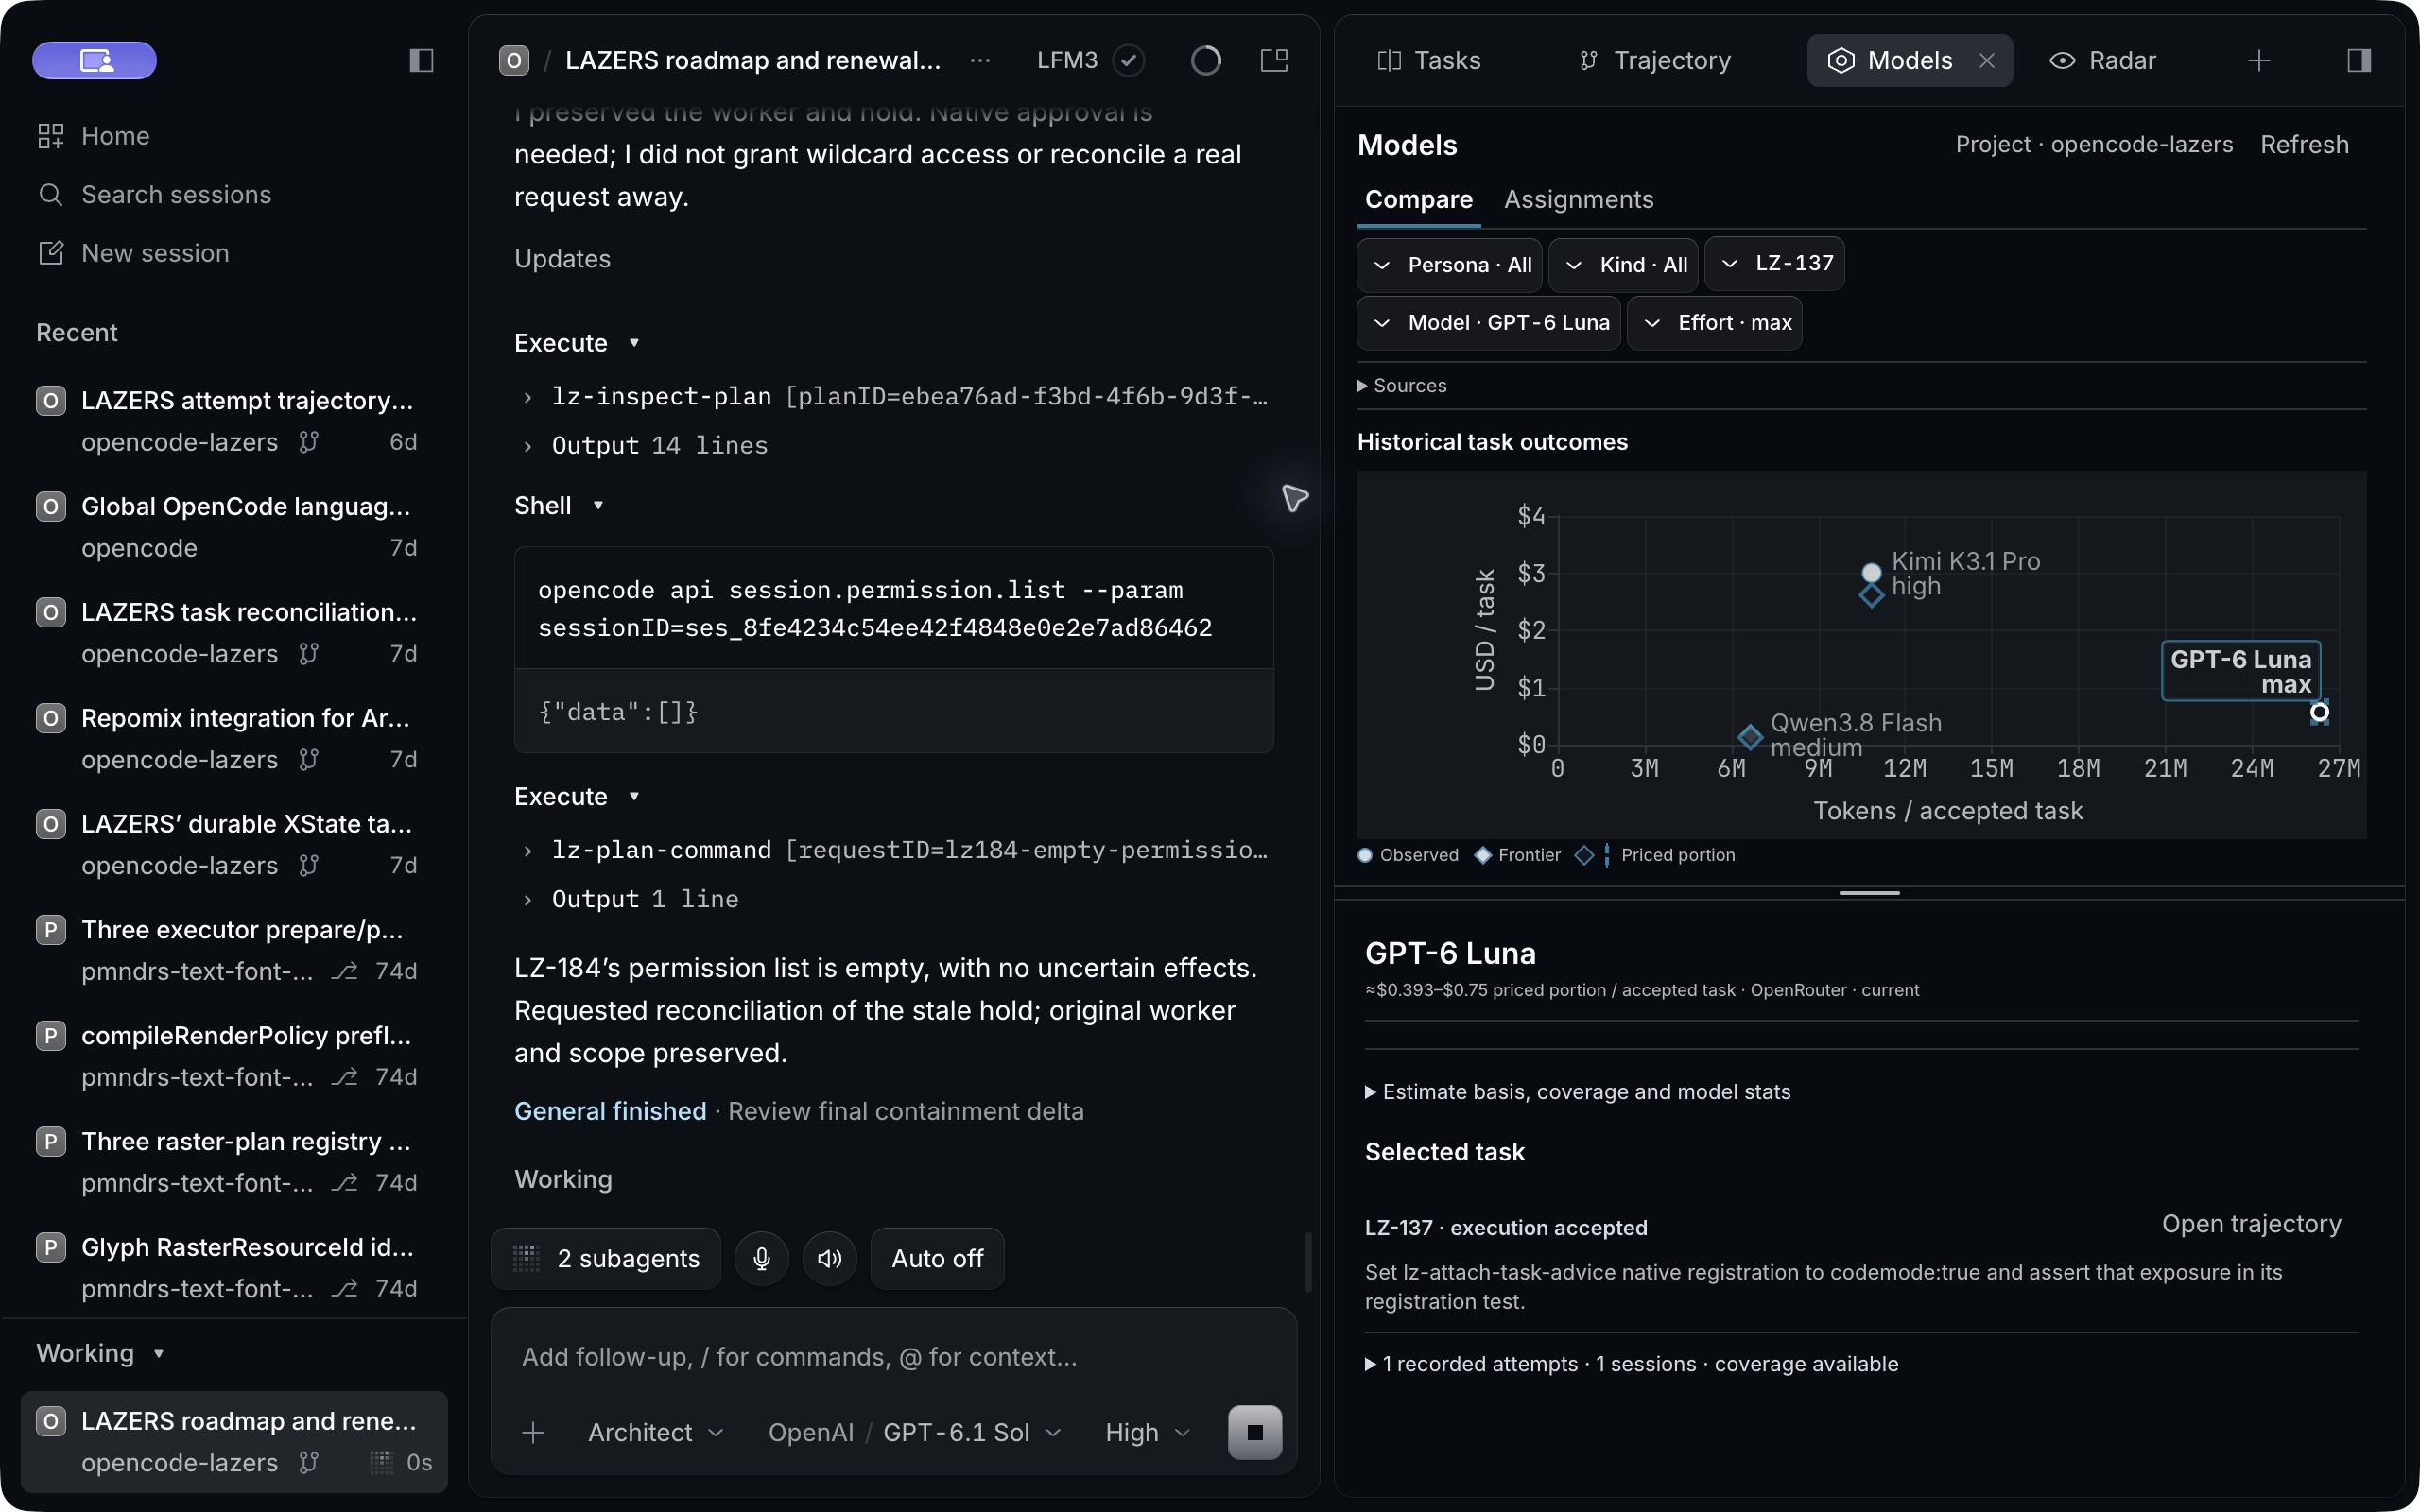 Home
Search sessions
New session
Recent
O LAZERS attempt trajectory...
opencode-lazers 6d
O Global OpenCode languag...
opencode 7d
O LAZERS task reconciliation...
opencode-lazers 7d
O Repomix integration for Ar...
opencode-lazers 7d
O LAZERS’ durable XState ta...
opencode-lazers 7d
P Three executor prepare/p...
pmndrs-text-font-... 74d
P compileRenderPolicy prefl...
pmndrs-text-font-... 74d
P Three raster-plan registry ...
pmndrs-text-font-... 74d
P Glyph RasterResourceId id...
pmndrs-text-font-... 74d
Working
O LAZERS roadmap and rene...
opencode-lazers 0s
O / LAZERS roadmap and renewal... ... LFM3
I preserved the worker and hold. Native approval is
needed; I did not grant wildcard access or reconcile a real
request away.
Updates
Execute
lz-inspect-plan [planID=ebea76ad-f3bd-4f6b-9d3f-…
Output 14 lines
Shell
opencode api session.permission.list --param
sessionID=ses_8fe4234c54ee42f4848e0e2e7ad86462
{"data":[]}
Execute
lz-plan-command [requestID=lz184-empty-permissio…
Output 1 line
LZ-184’s permission list is empty, with no uncertain effects.
Requested reconciliation of the stale hold; original worker
and scope preserved.
General finished · Review final containment delta
Working
2 subagents Auto off
Add follow-up, / for commands, @ for context...
Architect OpenAI / GPT-6.1 Sol High
Tasks Trajectory Models Radar
Models Project · opencode-lazers Refresh
Compare Assignments
Persona · All Kind · All LZ-137
Model · GPT-6 Luna Effort · max
Sources
Historical task outcomes
USD / task
$4
$3
$2
$1
$0
Kimi K3.1 Pro
high
GPT-6 Luna
max
Qwen3.8 Flash
medium
0 3M 6M 9M 12M 15M 18M 21M 24M 27M
Tokens / accepted task
Observed Frontier Priced portion
GPT-6 Luna
≈$0.393–$0.75 priced portion / accepted task · OpenRouter · current
Estimate basis, coverage and model stats
Selected task
LZ-137 · execution accepted Open trajectory
Set lz-attach-task-advice native registration to codemode:true and assert that exposure in its
registration test.
1 recorded attempts · 1 sessions · coverage available